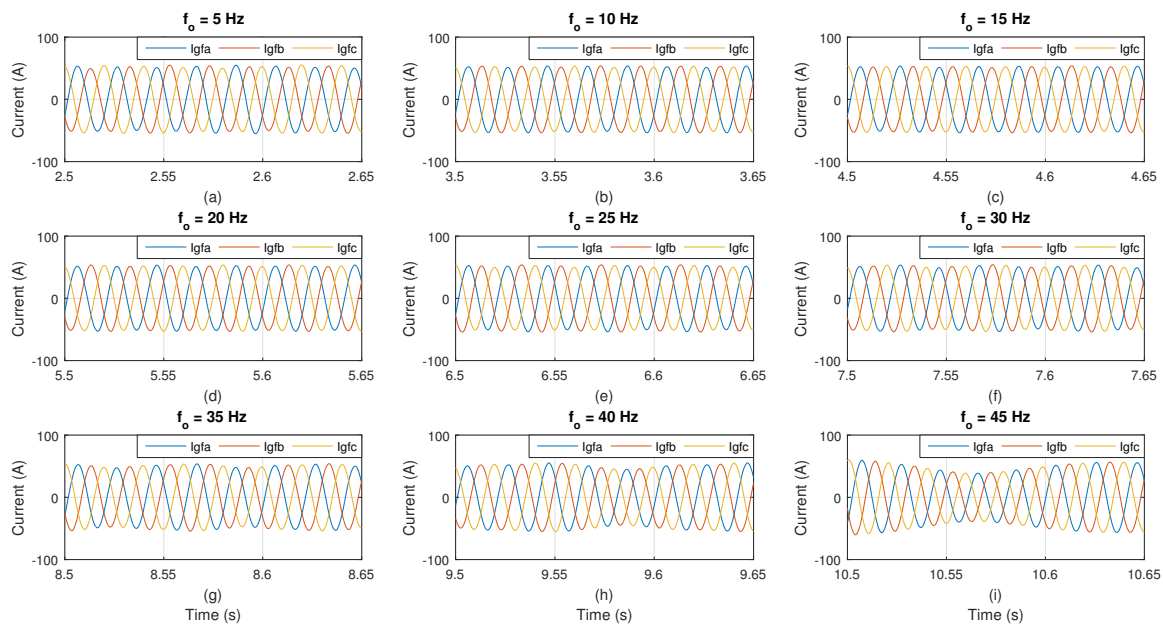 f_o = 5 Hz
100
0
-100
Current (A)
Igfa Igfb Igfc
2.5 2.55 2.6 2.65
(a)
f_o = 10 Hz
100
0
-100
Current (A)
Igfa Igfb Igfc
3.5 3.55 3.6 3.65
(b)
f_o = 15 Hz
100
0
-100
Current (A)
Igfa Igfb Igfc
4.5 4.55 4.6 4.65
(c)
f_o = 20 Hz
100
0
-100
Current (A)
Igfa Igfb Igfc
5.5 5.55 5.6 5.65
(d)
f_o = 25 Hz
100
0
-100
Current (A)
Igfa Igfb Igfc
6.5 6.55 6.6 6.65
(e)
f_o = 30 Hz
100
0
-100
Current (A)
Igfa Igfb Igfc
7.5 7.55 7.6 7.65
(f)
f_o = 35 Hz
100
0
-100
Current (A)
Igfa Igfb Igfc
8.5 8.55 8.6 8.65
(g)
Time (s)
f_o = 40 Hz
100
0
-100
Current (A)
Igfa Igfb Igfc
9.5 9.55 9.6 9.65
(h)
Time (s)
f_o = 45 Hz
100
0
-100
Current (A)
Igfa Igfb Igfc
10.5 10.55 10.6 10.65
(i)
Time (s)